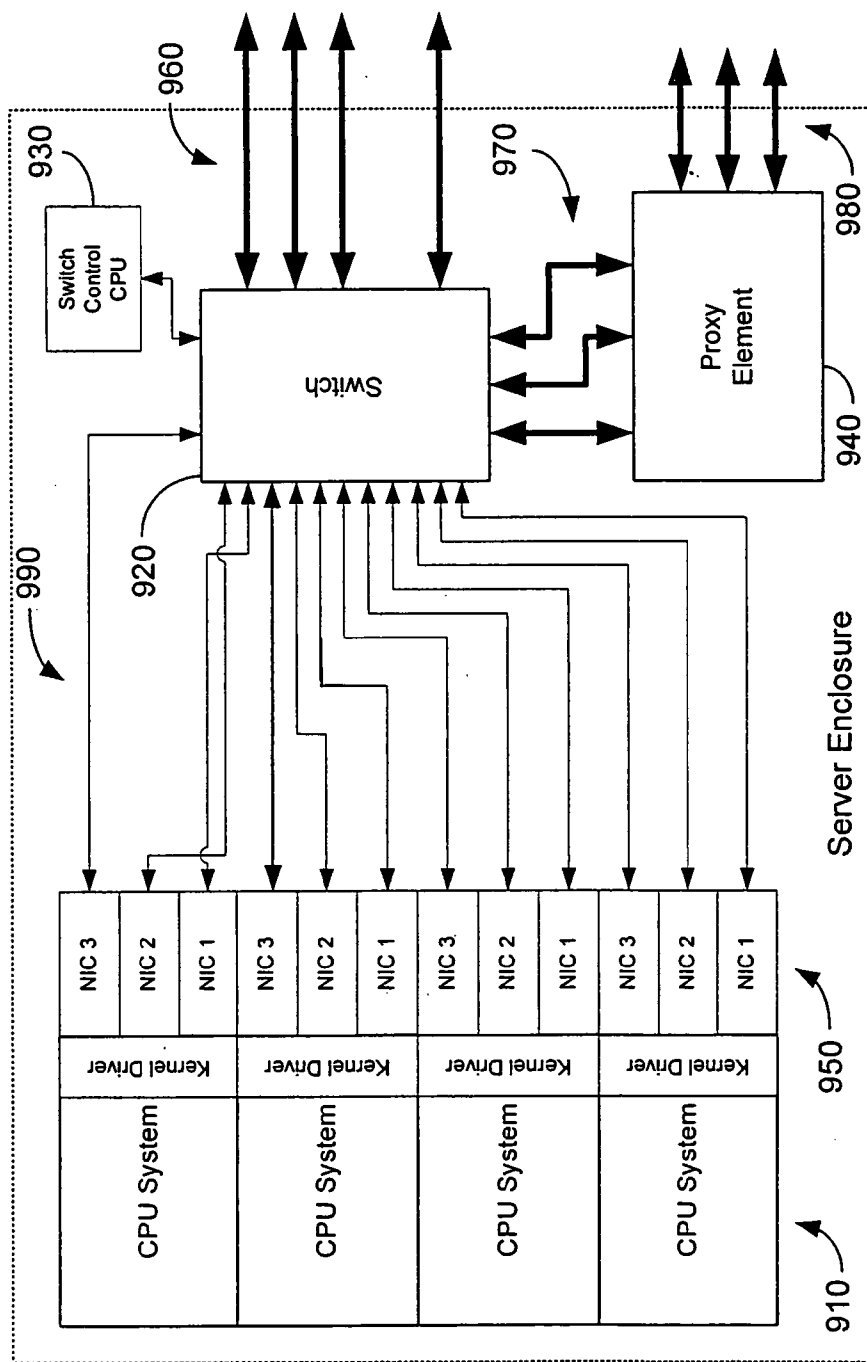 990
920
930
960
Switch
Control
CPU
Switch
970
Proxy
Element
940
980
NIC 3
NIC 2
NIC 1
NIC 3
NIC 2
NIC 1
NIC 3
NIC 2
NIC 1
NIC 3
NIC 2
NIC 1
Kernel Driver
Kernel Driver
Kernel Driver
Kernel Driver
CPU System
CPU System
CPU System
CPU System
950
910
Server Enclosure